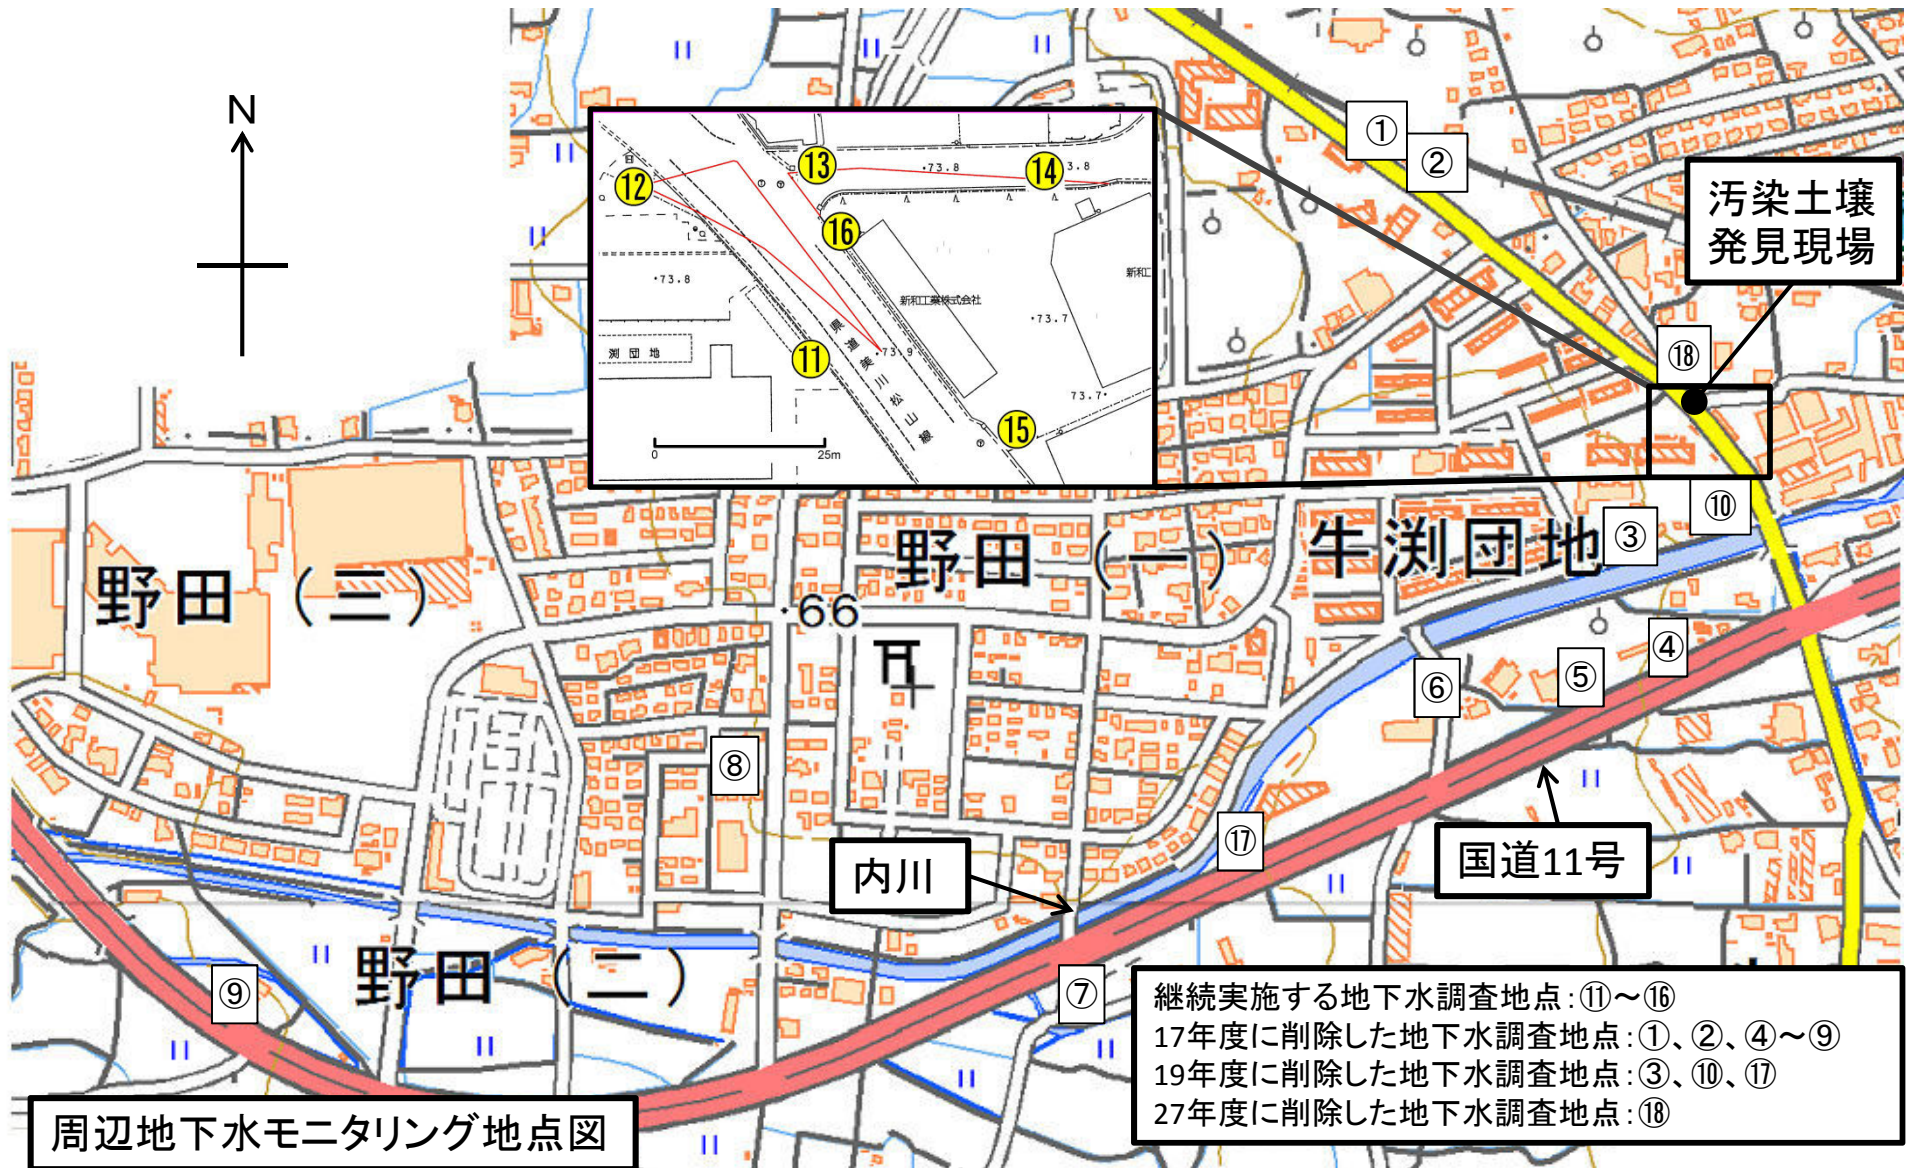 N
①
②
汚染土壌
発見現場
⑱
⑬
⑭
⑫
⑯
⑪
⑮
・73.8
3.8
・73.8
新和工業株式会社
新和工
・73.7
73.7・
・73.9
渕団地
県道美川松山線
0
25m
⑩
③
野田(三)
野田(一)
牛渕団地
・66
④
⑤
⑥
⑧
⑰
内川
国道11号
⑨
野田(二)
⑦
継続実施する地下水調査地点:⑪~⑯
17年度に削除した地下水調査地点:①、②、④~⑨
19年度に削除した地下水調査地点:③、⑩、⑰
27年度に削除した地下水調査地点:⑱
周辺地下水モニタリング地点図